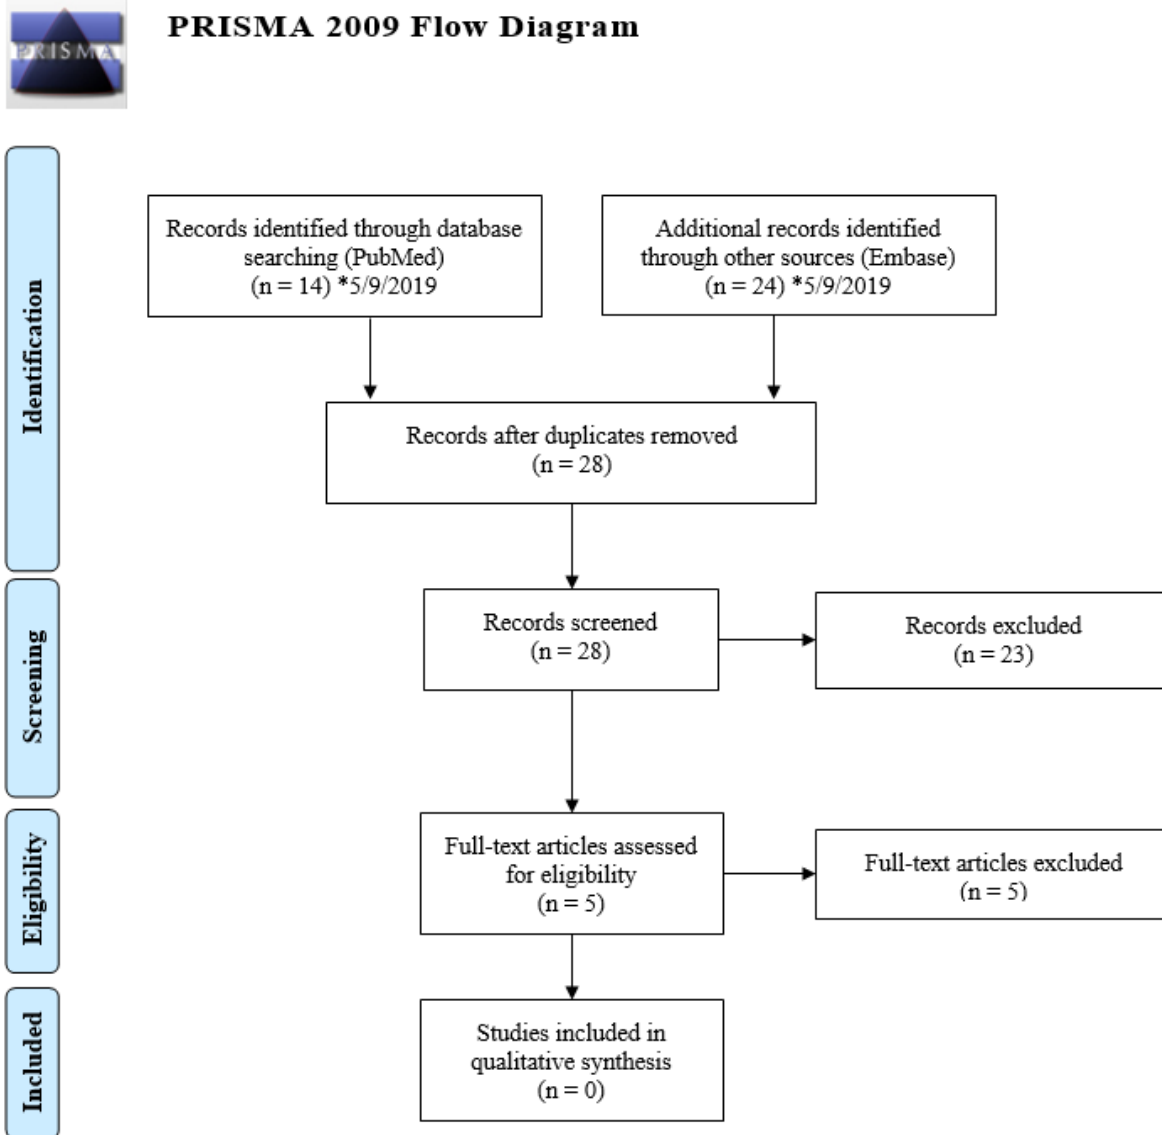 PRISMA
PRISMA 2009 Flow Diagram
Identification
Records identified through database
searching (PubMed)
(n = 14) *5/9/2019
Additional records identified
through other sources (Embase)
(n = 24) *5/9/2019
Records after duplicates removed
(n = 28)
Screening
Records screened
(n = 28)
Records excluded
(n = 23)
Eligibility
Full-text articles assessed
for eligibility
(n = 5)
Full-text articles excluded
(n = 5)
Included
Studies included in
qualitative synthesis
(n = 0)